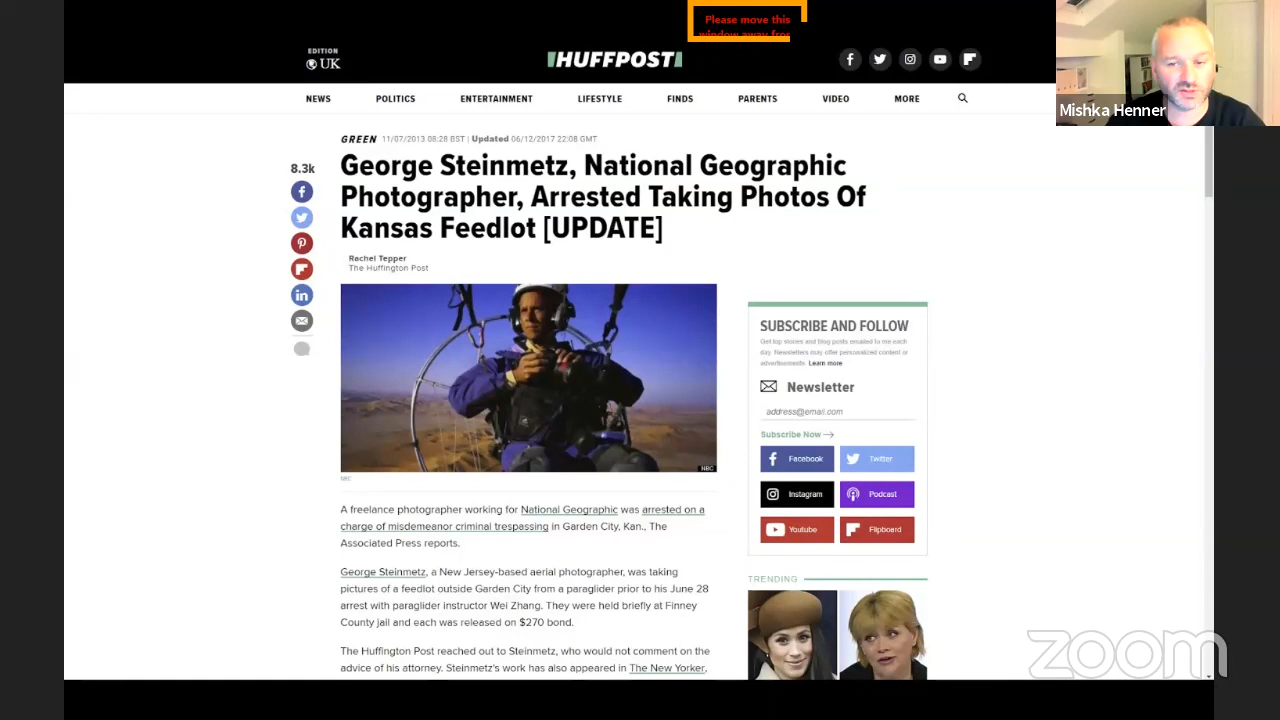 Please move this
window away from
EDITION
UK
HUFFPOST
Mishka Henner
NEWS
POLITICS
ENTERTAINMENT
LIFESTYLE
FINDS
PARENTS
VIDEO
MORE
GREEN 11/07/2013 08:28 BST | Updated 06/12/2017 22:08 GMT
8.3k
George Steinmetz, National Geographic
Photographer, Arrested Taking Photos Of
Kansas Feedlot [UPDATE]
Rachel Tepper
The Huffington Post
NBC
NBC
A freelance photographer working for National Geographic was arrested on a
charge of misdemeanor criminal trespassing in Garden City, Kan., The
Associated Press reports.
George Steinmetz, a New Jersey-based aerial photographer, was taking
pictures of a feedlot outside Garden City from a paraglider prior to his June 28
arrest with paraglider instructor Wei Zhang. They were held briefly at Finney
County jail and each was released on $270 bond.
The Huffington Post reached out to Steinmetz, who would not comment on the
advice of his attorney. Steinmetz's work has also appeared in The New Yorker,
SUBSCRIBE AND FOLLOW
Get top stories and blog posts emailed to me each
day. Newsletters may offer personalized content or
advertisements. Learn more
Newsletter
address@email.com
Subscribe Now
Facebook
Twitter
Instagram
Podcast
Youtube
Flipboard
TRENDING
zoom